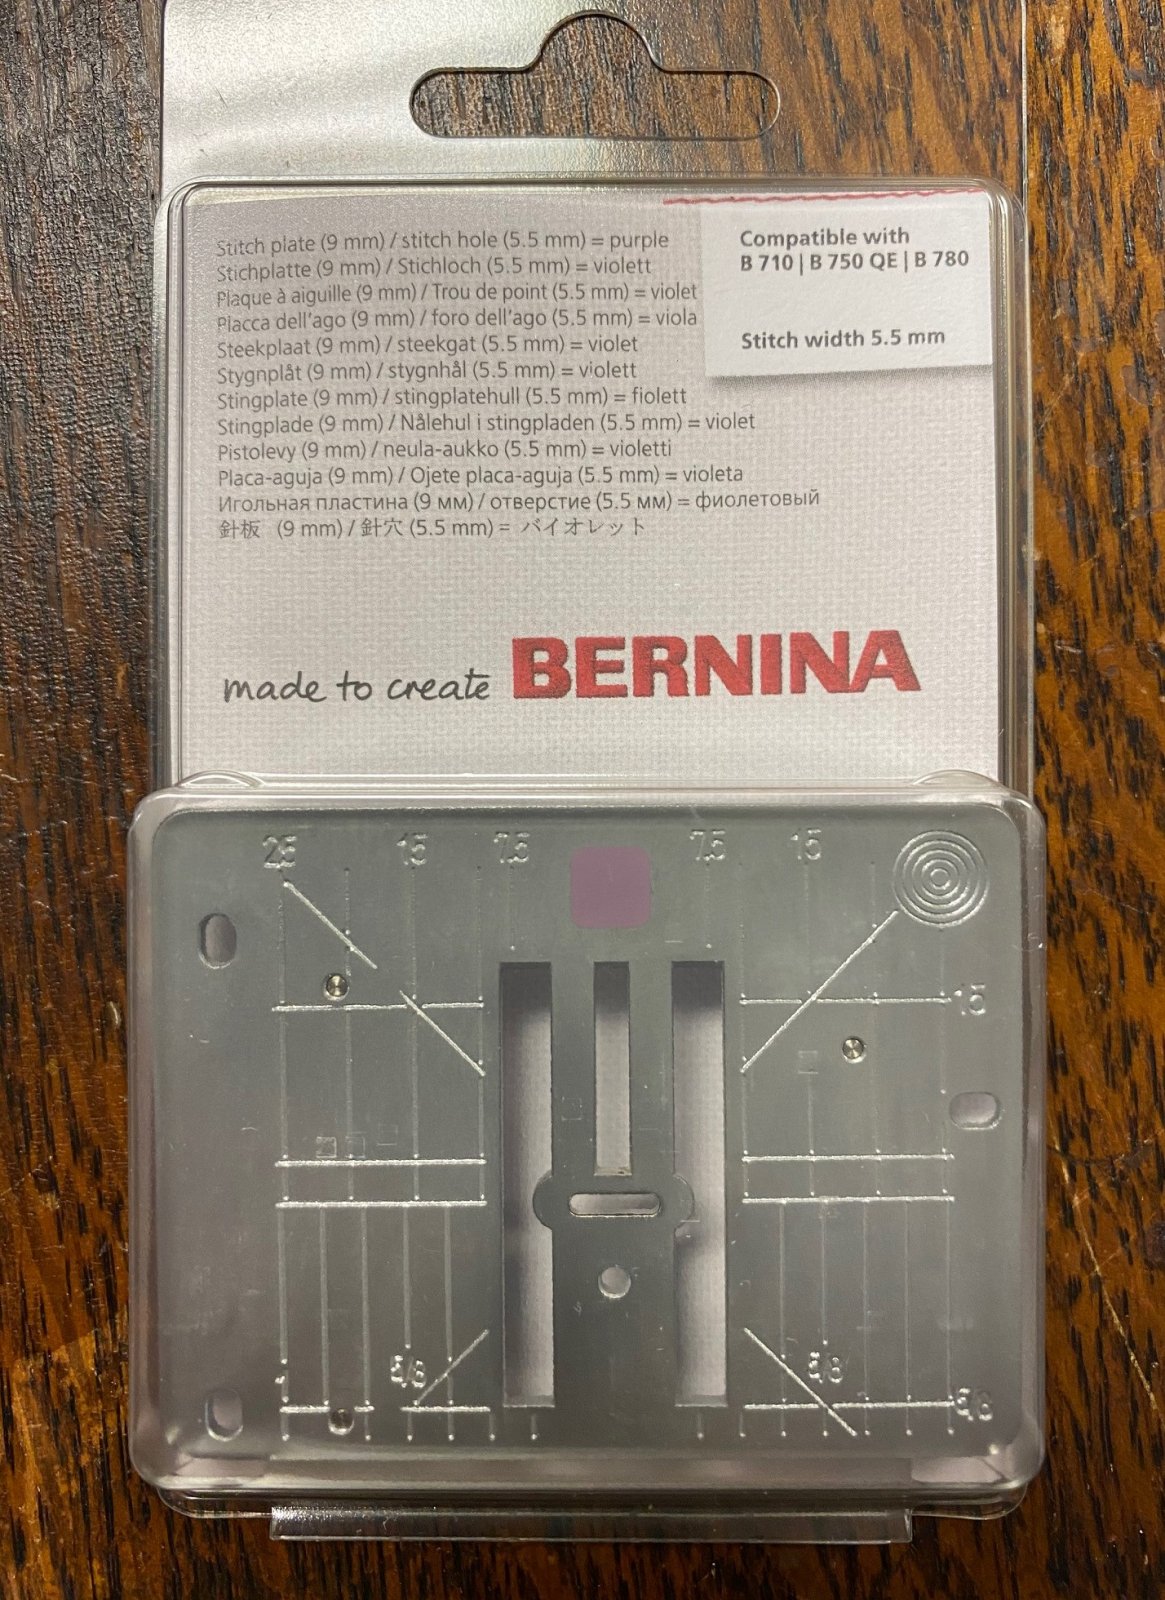 Stitch plate (9 mm) / stitch hole (5.5 mm) = purple
Stichplatte (9 mm) / Stichloch (5.5 mm) = violett
Plaque à aiguille (9 mm) / Trou de point (5.5 mm) = violet
Placca dell'ago (9 mm) / foro dell'ago (5.5 mm) = viola
Steekplaat (9 mm) / steekgat (5.5 mm) = violet
Stygnplåt (9 mm) / stygnhål (5.5 mm) = violett
Stingplate (9 mm) / stingplatehull (5.5 mm) = fiolett
Stingplade (9 mm) / Nålehul i stingpladen (5.5 mm) = violet
Pistolevy (9 mm) / neula-aukko (5.5 mm) = violetti
Placa-aguja (9 mm) / Ojete placa-aguja (5.5 mm) = violeta
Игольная пластина (9 мм) / отверстие (5.5 мм) = фиолетовый
針板 (9 mm) / 針穴 (5.5 mm) = バイオレット
Compatible with
B 710 | B 750 QE | B 780
Stitch width 5.5 mm
made to create BERNINA
25 15 7.5 7.5 15
15
1 5/8 5/8 5/8